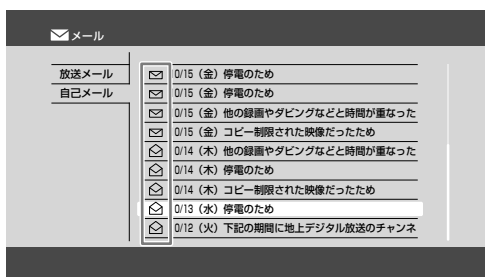 メール
放送メール
自己メール
0/15（金）停電のため
0/15（金）停電のため
0/15（金）他の録画やダビングなどと時間が重なった
0/15（金）コピー制限された映像だったため
0/14（木）他の録画やダビングなどと時間が重なった
0/14（木）停電のため
0/14（木）コピー制限された映像だったため
0/13（水）停電のため
0/12（火）下記の期間に地上デジタル放送のチャンネ